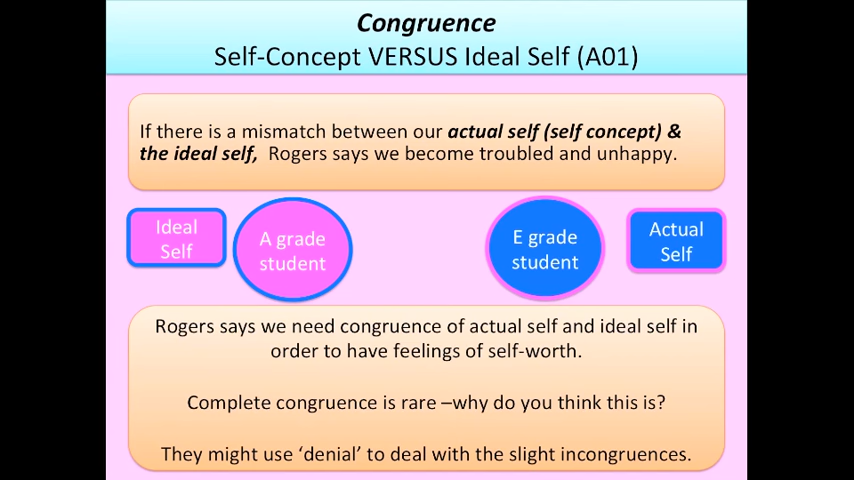 Congruence
Self-Concept VERSUS Ideal Self (A01)
If there is a mismatch between our actual self (self concept) &
the ideal self, Rogers says we become troubled and unhappy.
Ideal
Self
A grade
student
E grade
student
Actual
Self
Rogers says we need congruence of actual self and ideal self in
order to have feelings of self-worth.
Complete congruence is rare –why do you think this is?
They might use ‘denial’ to deal with the slight incongruences.